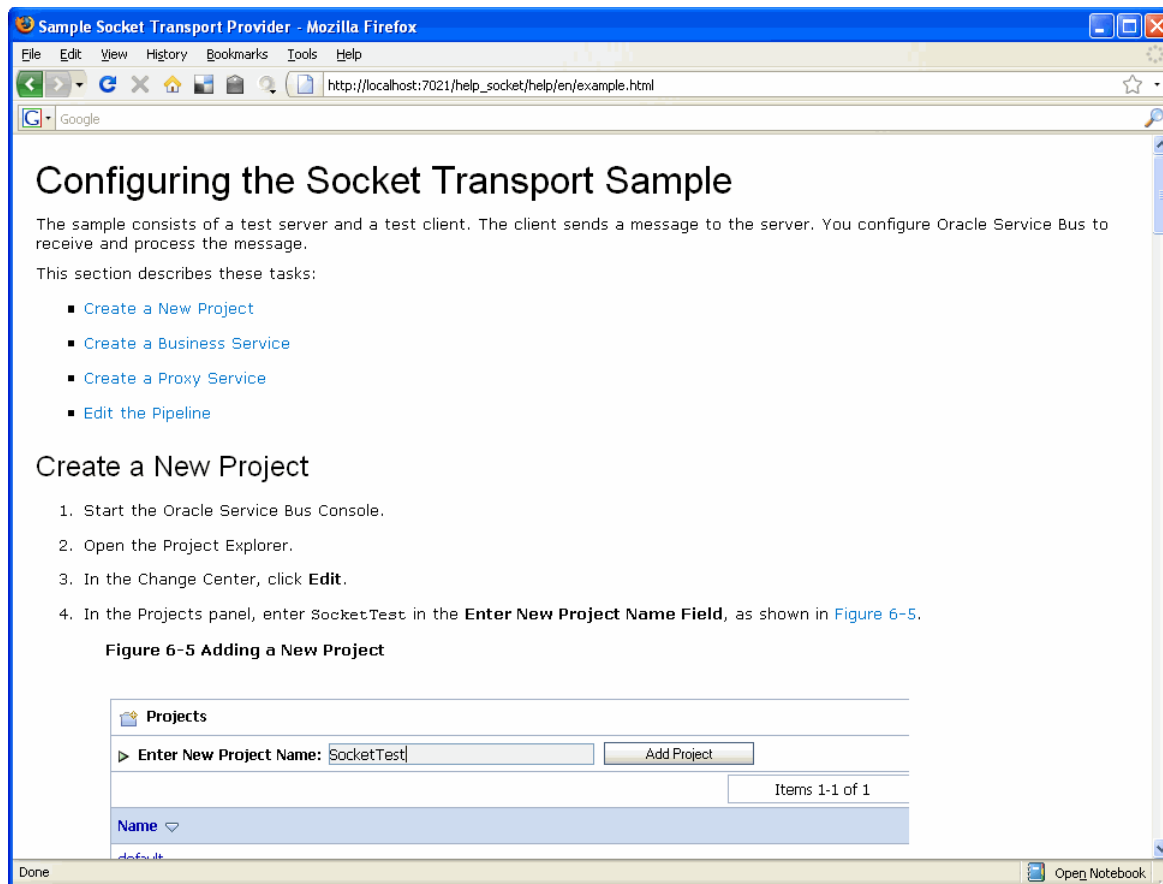 Sample Socket Transport Provider - Mozilla Firefox
File Edit View History Bookmarks Tools Help
http://localhost:7021/help_socket/help/en/example.html
G Google
Configuring the Socket Transport Sample
The sample consists of a test server and a test client. The client sends a message to the server. You configure Oracle Service Bus to
receive and process the message.
This section describes these tasks:
Create a New Project
Create a Business Service
Create a Proxy Service
Edit the Pipeline
Create a New Project
1. Start the Oracle Service Bus Console.
2. Open the Project Explorer.
3. In the Change Center, click Edit.
4. In the Projects panel, enter SocketTest in the Enter New Project Name Field, as shown in Figure 6-5.
Figure 6-5 Adding a New Project
Projects
Enter New Project Name: SocketTest Add Project
Items 1-1 of 1
Name
default
Done Open Notebook